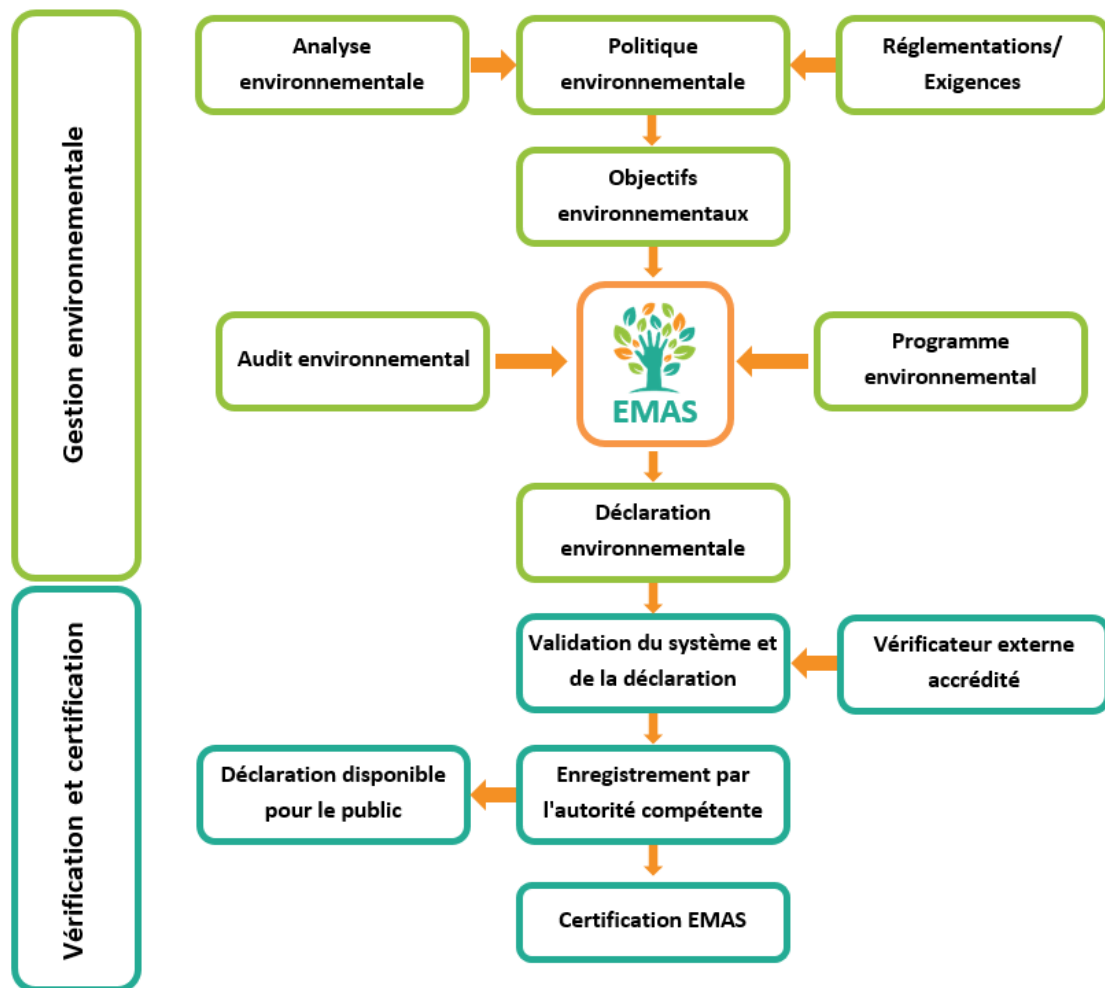 Gestion environnementale
Analyse
environnementale
Politique
environnementale
Réglementations/
Exigences
Objectifs
environnementaux
Audit environnemental
EMAS
Programme
environnemental
Déclaration
environnementale
Vérification et certification
Validation du système et
de la déclaration
Vérificateur externe
accrédité
Déclaration disponible
pour le public
Enregistrement par
l'autorité compétente
Certification EMAS